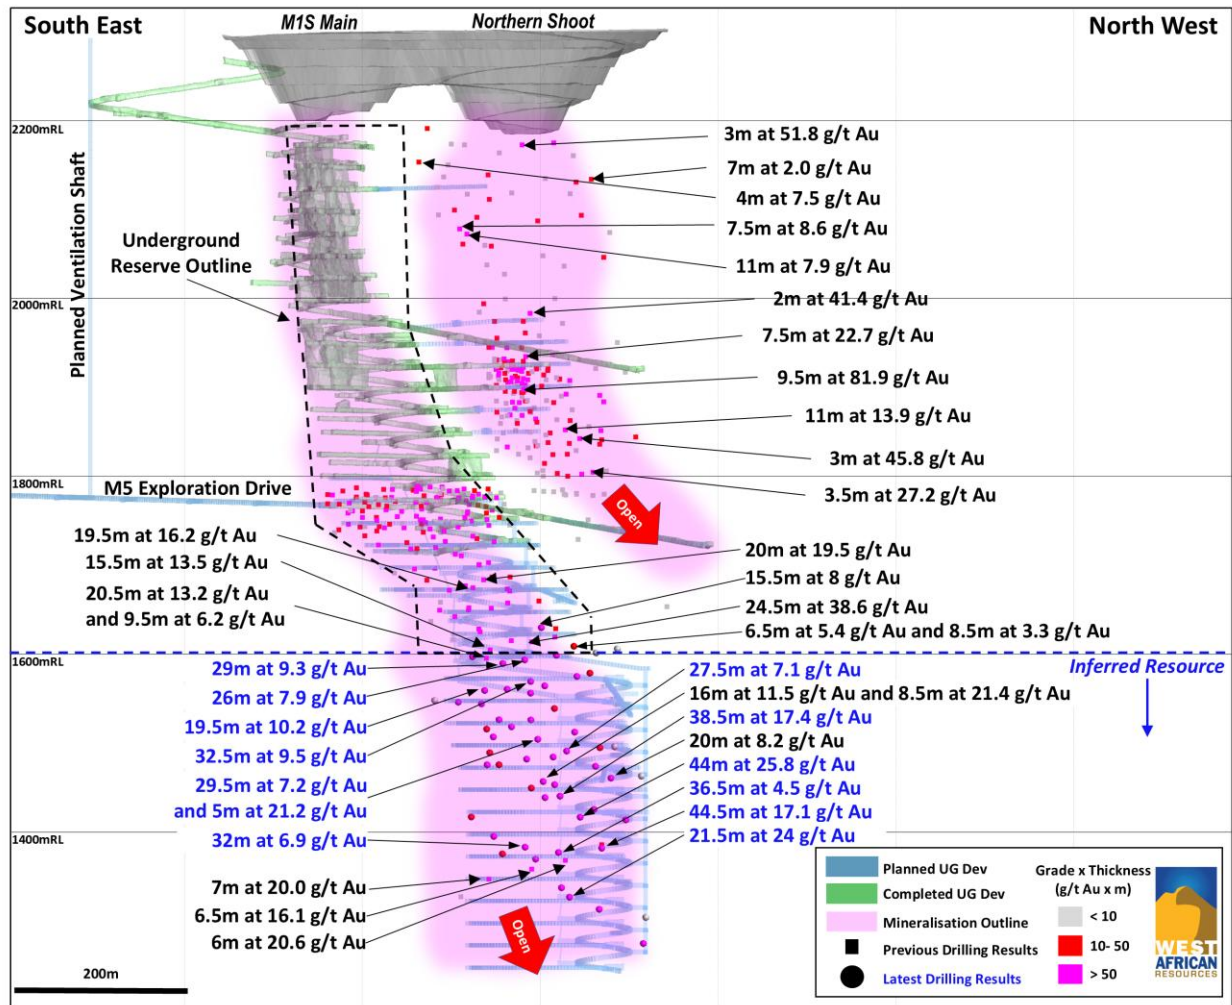 South East
M1S Main
Northern Shoot
North West
2200mRL
3m at 51.8 g/t Au
7m at 2.0 g/t Au
4m at 7.5 g/t Au
7.5m at 8.6 g/t Au
11m at 7.9 g/t Au
Planned Ventilation Shaft
Underground
Reserve Outline
2000mRL
2m at 41.4 g/t Au
7.5m at 22.7 g/t Au
9.5m at 81.9 g/t Au
11m at 13.9 g/t Au
3m at 45.8 g/t Au
3.5m at 27.2 g/t Au
1800mRL
M5 Exploration Drive
Open
19.5m at 16.2 g/t Au
15.5m at 13.5 g/t Au
20.5m at 13.2 g/t Au
and 9.5m at 6.2 g/t Au
20m at 19.5 g/t Au
15.5m at 8 g/t Au
24.5m at 38.6 g/t Au
6.5m at 5.4 g/t Au and 8.5m at 3.3 g/t Au
1600mRL
Inferred Resource
29m at 9.3 g/t Au
26m at 7.9 g/t Au
19.5m at 10.2 g/t Au
32.5m at 9.5 g/t Au
29.5m at 7.2 g/t Au
and 5m at 21.2 g/t Au
32m at 6.9 g/t Au
27.5m at 7.1 g/t Au
16m at 11.5 g/t Au and 8.5m at 21.4 g/t Au
38.5m at 17.4 g/t Au
20m at 8.2 g/t Au
44m at 25.8 g/t Au
36.5m at 4.5 g/t Au
44.5m at 17.1 g/t Au
21.5m at 24 g/t Au
1400mRL
7m at 20.0 g/t Au
6.5m at 16.1 g/t Au
6m at 20.6 g/t Au
Open
200m
Planned UG Dev
Completed UG Dev
Mineralisation Outline
Previous Drilling Results
Latest Drilling Results
Grade x Thickness
(g/t Au x m)
< 10
10- 50
> 50
WEST
AFRICAN
RESOURCES